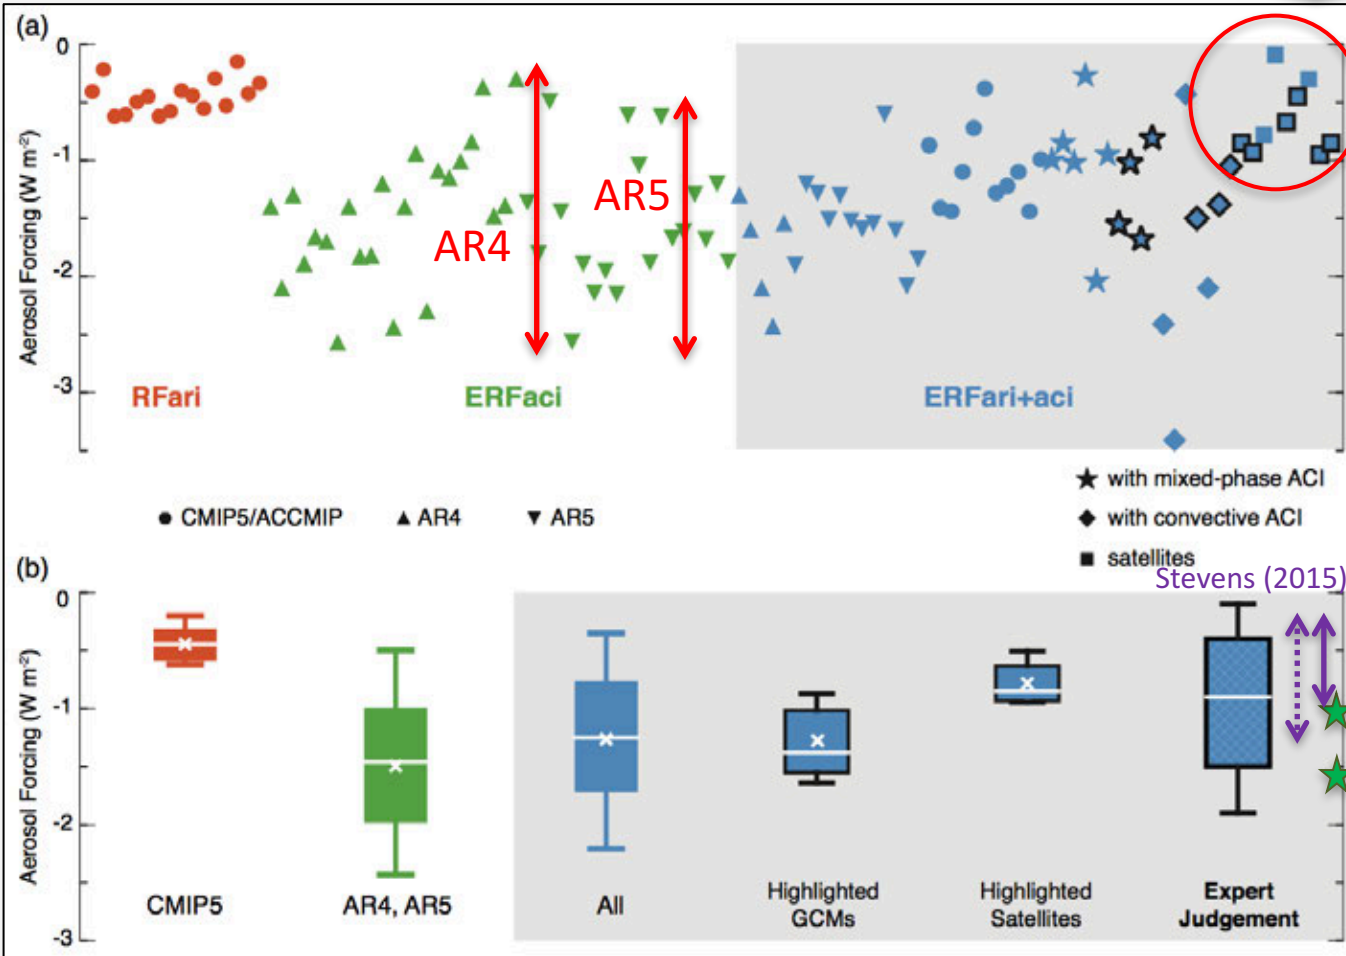 (a)
0
-1
-2
-3
Aerosol Forcing (W m⁻²)
AR4
AR5
RFari
ERFaci
ERFari+aci
with mixed-phase ACI
with convective ACI
satellites
CMIP5/ACCMIP
AR4
AR5
(b)
Stevens (2015)
0
-1
-2
-3
Aerosol Forcing (W m⁻²)
CMIP5
AR4, AR5
All
Highlighted
GCMs
Highlighted
Satellites
Expert
Judgement